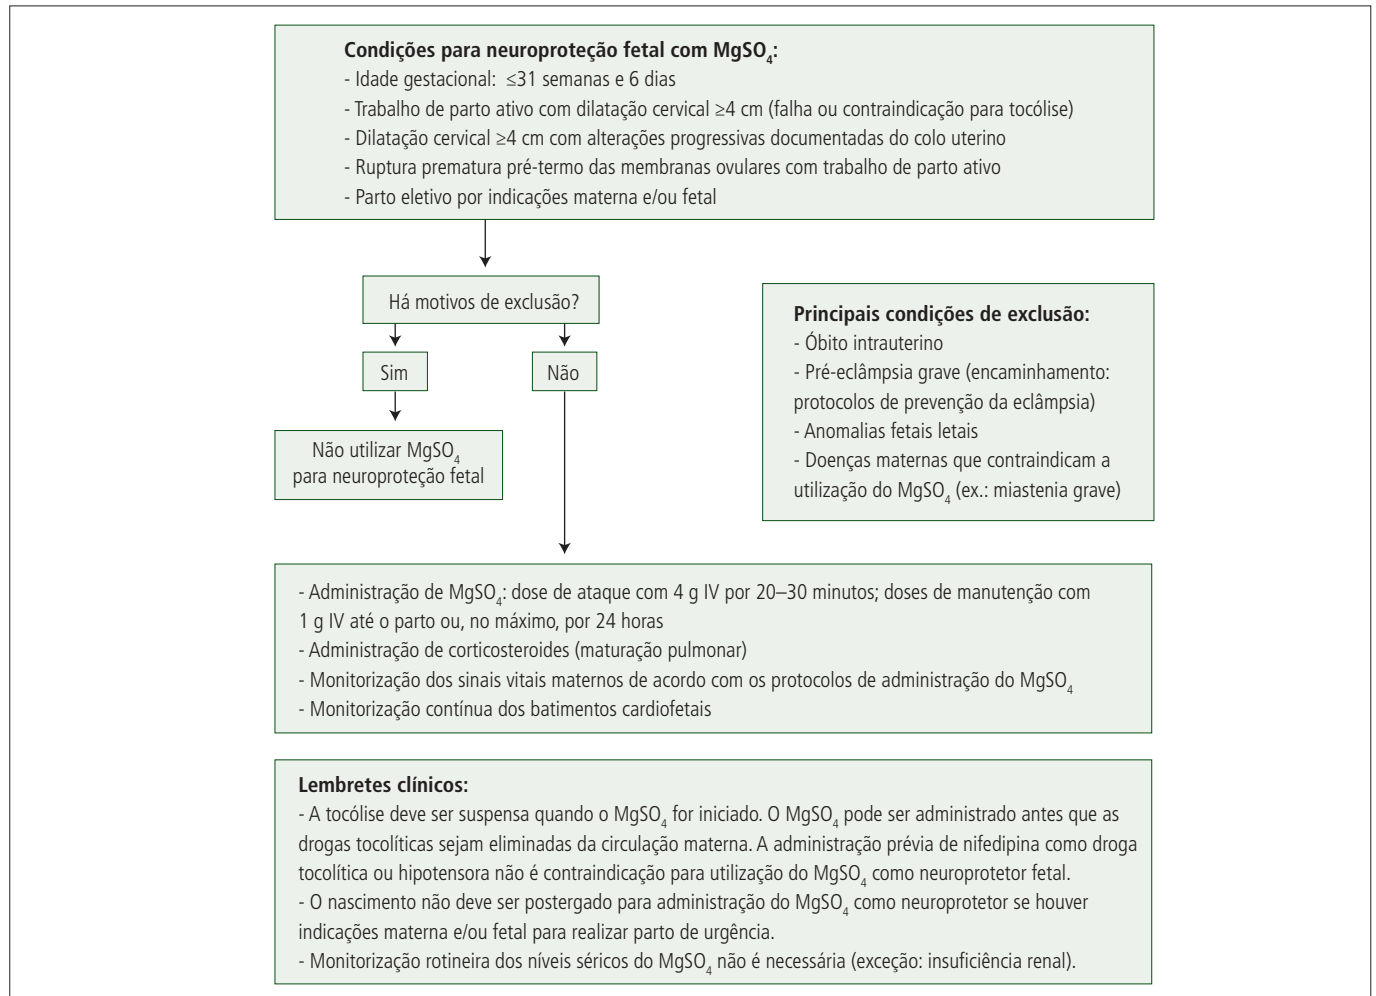 Condições para neuroproteção fetal com MgSO₄:
- Idade gestacional: ≤31 semanas e 6 dias
- Trabalho de parto ativo com dilatação cervical ≥4 cm (falha ou contraindicação para tocólise)
- Dilatação cervical ≥4 cm com alterações progressivas documentadas do colo uterino
- Ruptura prematura pré-termo das membranas ovulares com trabalho de parto ativo
- Parto eletivo por indicações materna e/ou fetal
Há motivos de exclusão?
Sim
Não
Não utilizar MgSO₄
para neuroproteção fetal
Principais condições de exclusão:
- Óbito intrauterino
- Pré-eclâmpsia grave (encaminhamento:
protocolos de prevenção da eclâmpsia)
- Anomalias fetais letais
- Doenças maternas que contraindicam a
utilização do MgSO₄ (ex.: miastenia grave)
- Administração de MgSO₄: dose de ataque com 4 g IV por 20–30 minutos; doses de manutenção com
1 g IV até o parto ou, no máximo, por 24 horas
- Administração de corticosteroides (maturação pulmonar)
- Monitorização dos sinais vitais maternos de acordo com os protocolos de administração do MgSO₄
- Monitorização contínua dos batimentos cardiofetais
Lembretes clínicos:
- A tocólise deve ser suspensa quando o MgSO₄ for iniciado. O MgSO₄ pode ser administrado antes que as
drogas tocolíticas sejam eliminadas da circulação materna. A administração prévia de nifedipina como droga
tocolítica ou hipotensora não é contraindicação para utilização do MgSO₄ como neuroprotetor fetal.
- O nascimento não deve ser postergado para administração do MgSO₄ como neuroprotetor se houver
indicações materna e/ou fetal para realizar parto de urgência.
- Monitorização rotineira dos níveis séricos do MgSO₄ não é necessária (exceção: insuficiência renal).